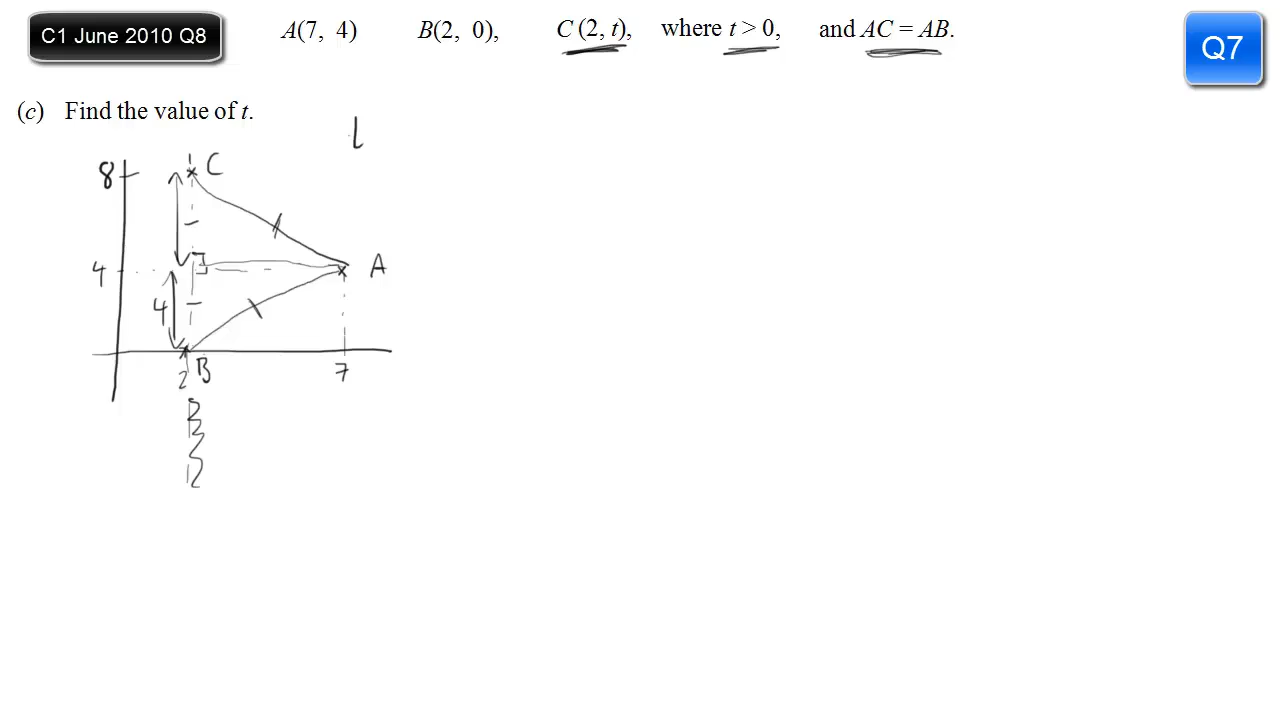 C1 June 2010 Q8
A(7, 4) B(2, 0), C (2, t), where t > 0, and AC = AB.
Q7
(c) Find the value of t.
8 C
4 A
4
2 B 7